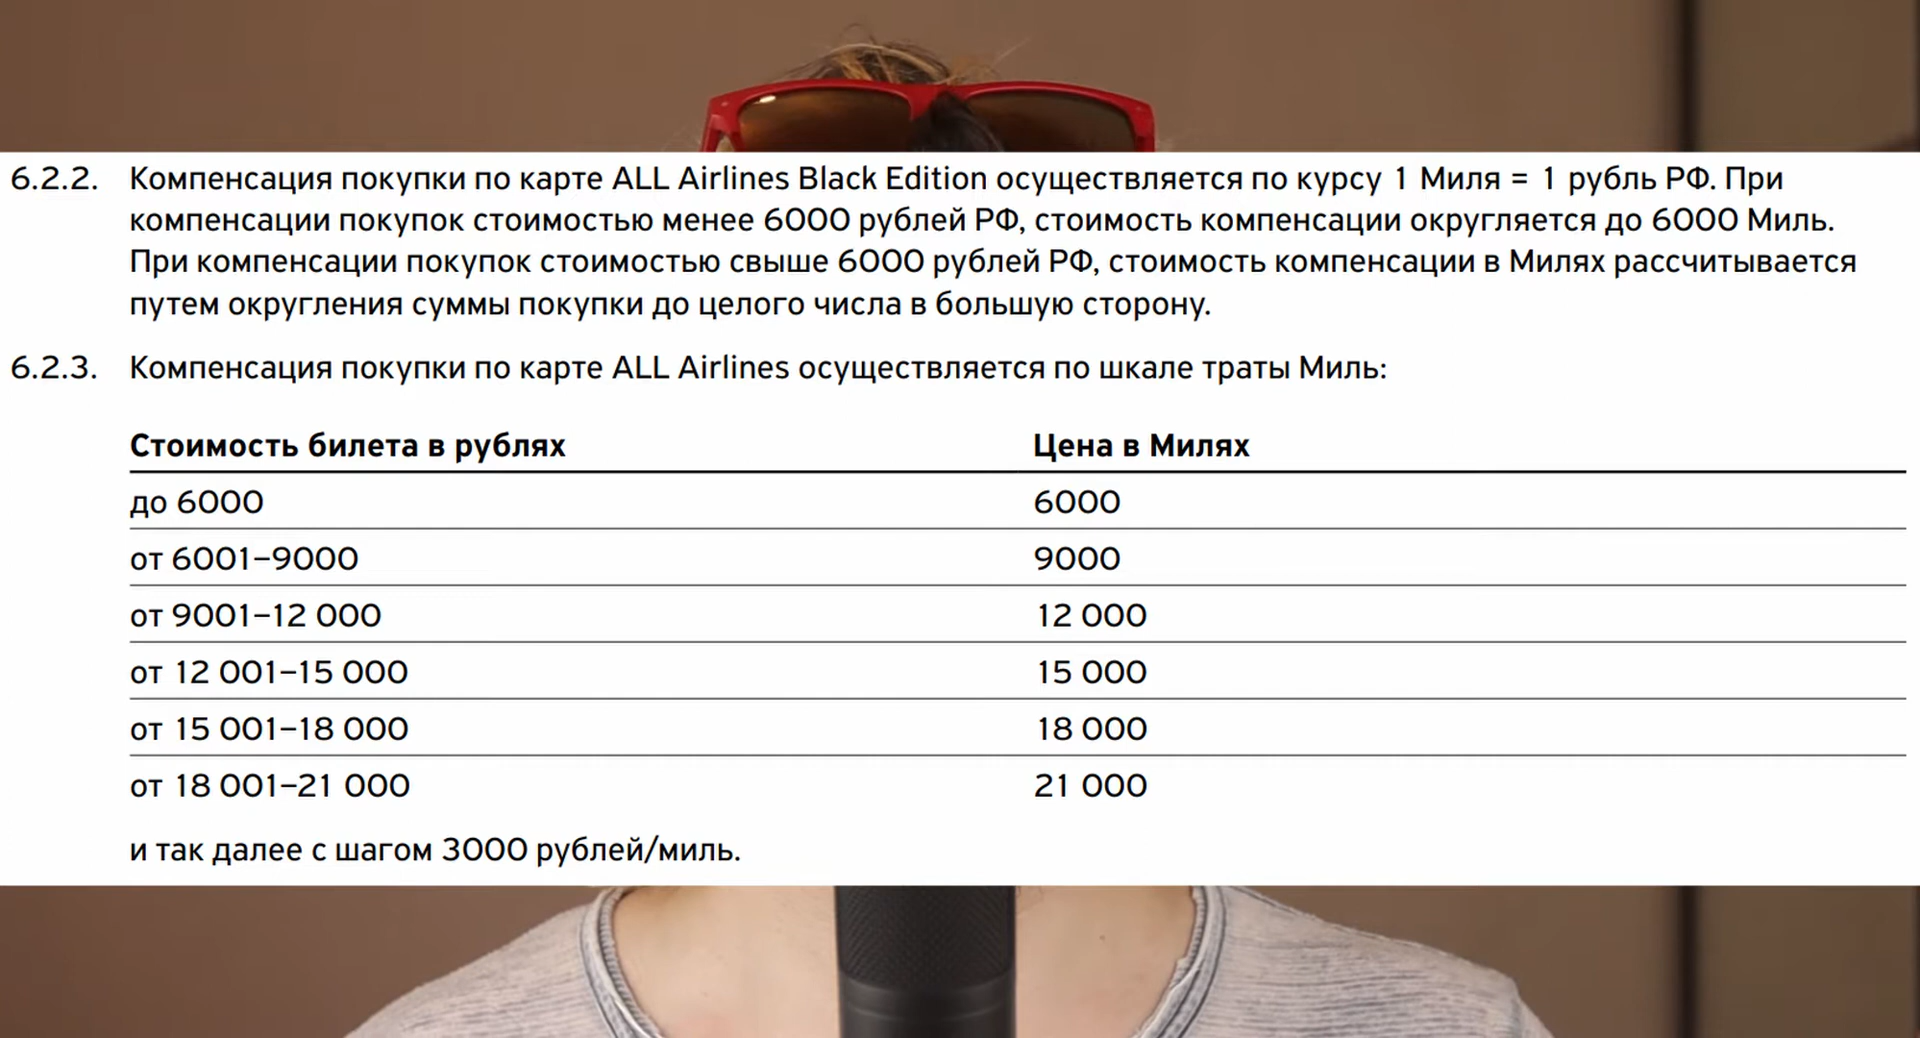 6.2.2. Компенсация покупки по карте ALL Airlines Black Edition осуществляется по курсу 1 Миля = 1 рубль РФ. При
компенсации покупок стоимостью менее 6000 рублей РФ, стоимость компенсации округляется до 6000 Миль.
При компенсации покупок стоимостью свыше 6000 рублей РФ, стоимость компенсации в Милях рассчитывается
путем округления суммы покупки до целого числа в большую сторону.
6.2.3. Компенсация покупки по карте ALL Airlines осуществляется по шкале траты Миль:
Стоимость билета в рублях Цена в Милях
до 6000 6000
от 6001–9000 9000
от 9001–12 000 12 000
от 12 001–15 000 15 000
от 15 001–18 000 18 000
от 18 001–21 000 21 000
и так далее с шагом 3000 рублей/миль.